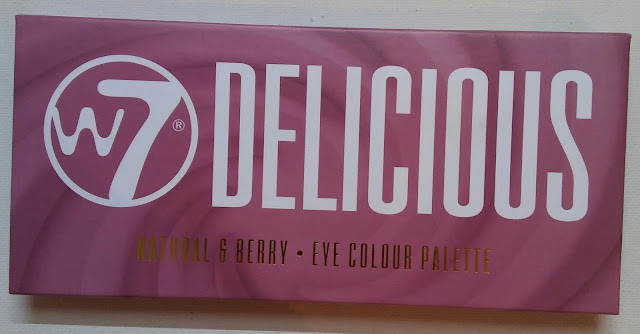 W7® DELICIOUS
NATURAL & BERRY • EYE COLOUR PALETTE